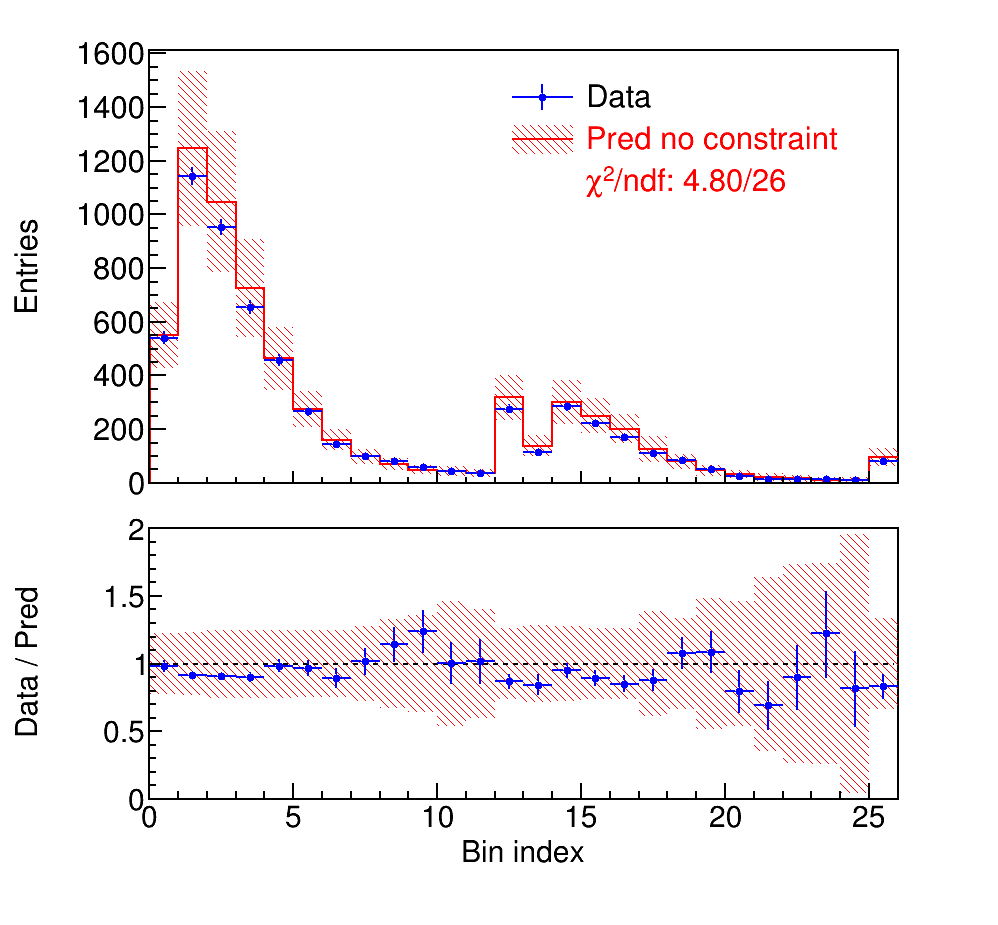 1600
1400
1200
1000
800
600
400
200
0
Entries
Data
Pred no constraint
χ²/ndf: 4.80/26
2
1.5
1
0.5
0
Data / Pred
0 5 10 15 20 25
Bin index